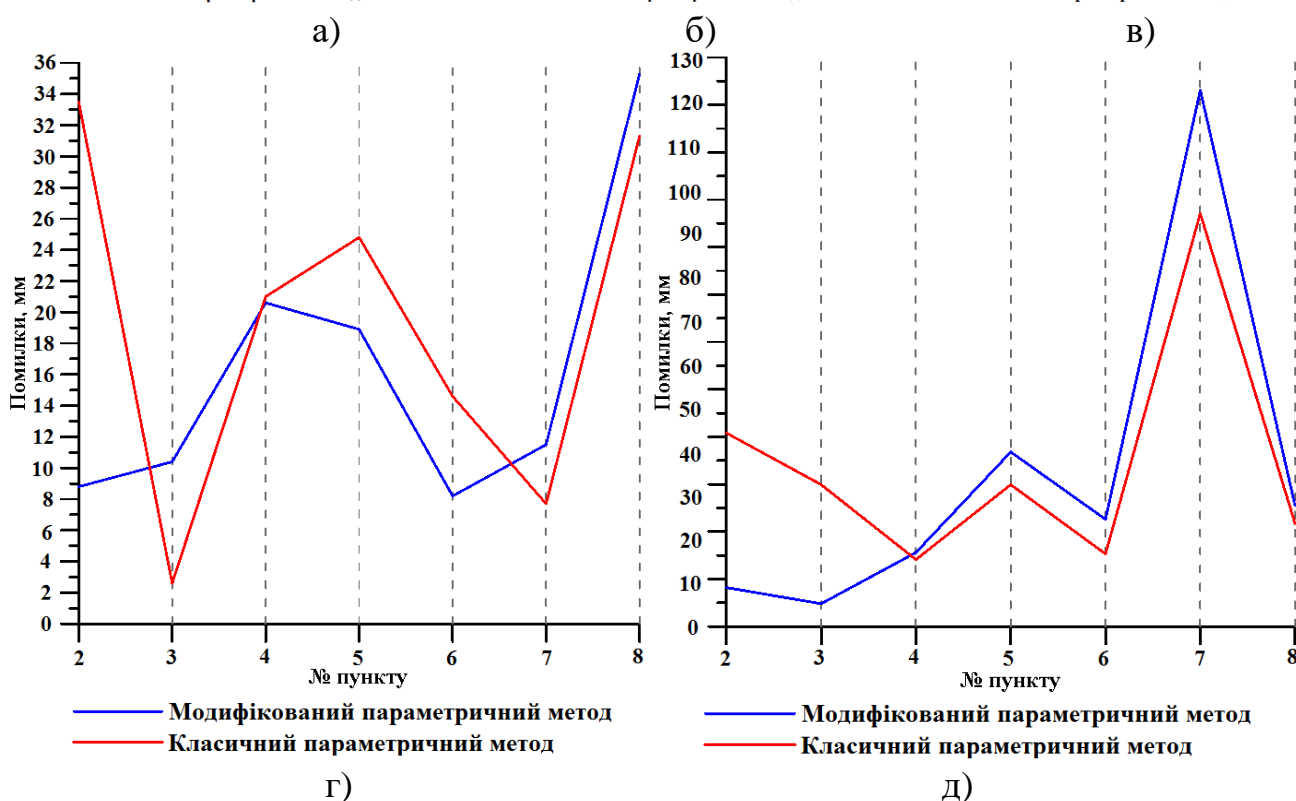 а) б) в)
36
34
32
30
28
26
24
22
20
18
16
14
12
10
8
6
4
2
0
Помилки, мм
2 3 4 5 6 7 8
№ пункту
Модифікований параметричний метод
Класичний параметричний метод
г)
130
120
100
90
80
70
50
40
30
20
10
0
Помилки, мм
2 3 4 5 6 7 8
№ пункту
Модифікований параметричний метод
Класичний параметричний метод
д)